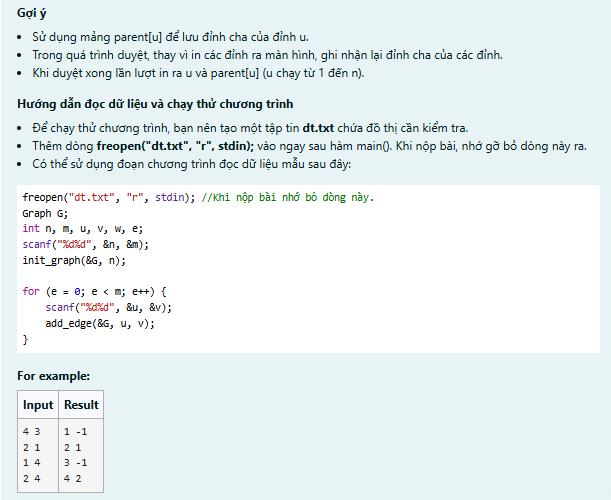 Gợi ý
• Sử dụng mảng parent[u] để lưu đỉnh cha của đỉnh u.
• Trong quá trình duyệt, thay vì in các đỉnh ra màn hình, ghi nhận lại đỉnh cha của các đỉnh.
• Khi duyệt xong lần lượt in ra u và parent[u] (u chạy từ 1 đến n).
Hướng dẫn đọc dữ liệu và chạy thử chương trình
• Để chạy thử chương trình, bạn nên tạo một tập tin dt.txt chứa đồ thị cần kiểm tra.
• Thêm dòng freopen("dt.txt", "r", stdin); vào ngay sau hàm main(). Khi nộp bài, nhớ gỡ bỏ dòng này ra.
• Có thể sử dụng đoạn chương trình đọc dữ liệu mẫu sau đây:
freopen("dt.txt", "r", stdin); //Khi nộp bài nhớ bỏ dòng này.
Graph G;
int n, m, u, v, w, e;
scanf("%d%d", &n, &m);
init_graph(&G, n);
for (e = 0; e < m; e++) {
    scanf("%d%d", &u, &v);
    add_edge(&G, u, v);
}
For example:
Input Result
4 3 1 -1
2 1 2 1
1 4 3 -1
2 4 4 2